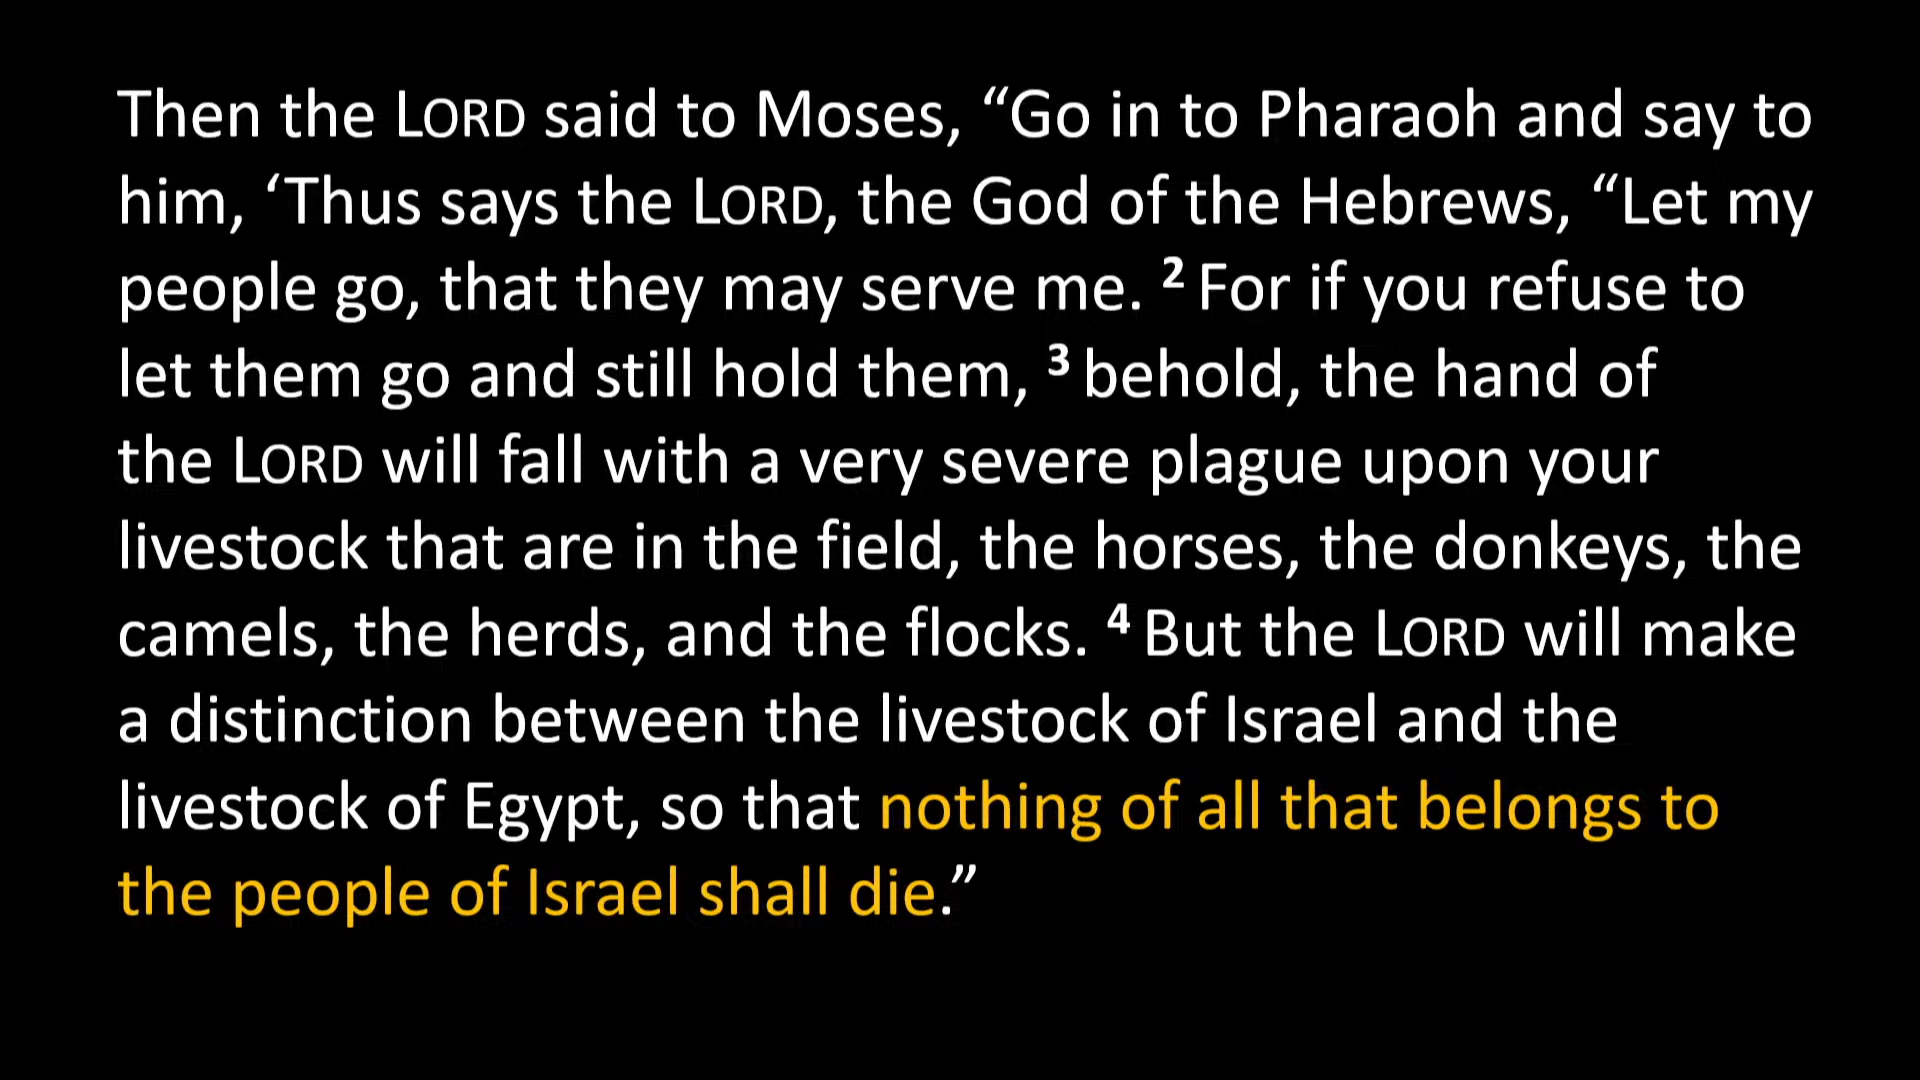 Then the LORD said to Moses, “Go in to Pharaoh and say to
him, ‘Thus says the LORD, the God of the Hebrews, “Let my
people go, that they may serve me. 2 For if you refuse to
let them go and still hold them, 3 behold, the hand of
the LORD will fall with a very severe plague upon your
livestock that are in the field, the horses, the donkeys, the
camels, the herds, and the flocks. 4 But the LORD will make
a distinction between the livestock of Israel and the
livestock of Egypt, so that nothing of all that belongs to
the people of Israel shall die.”